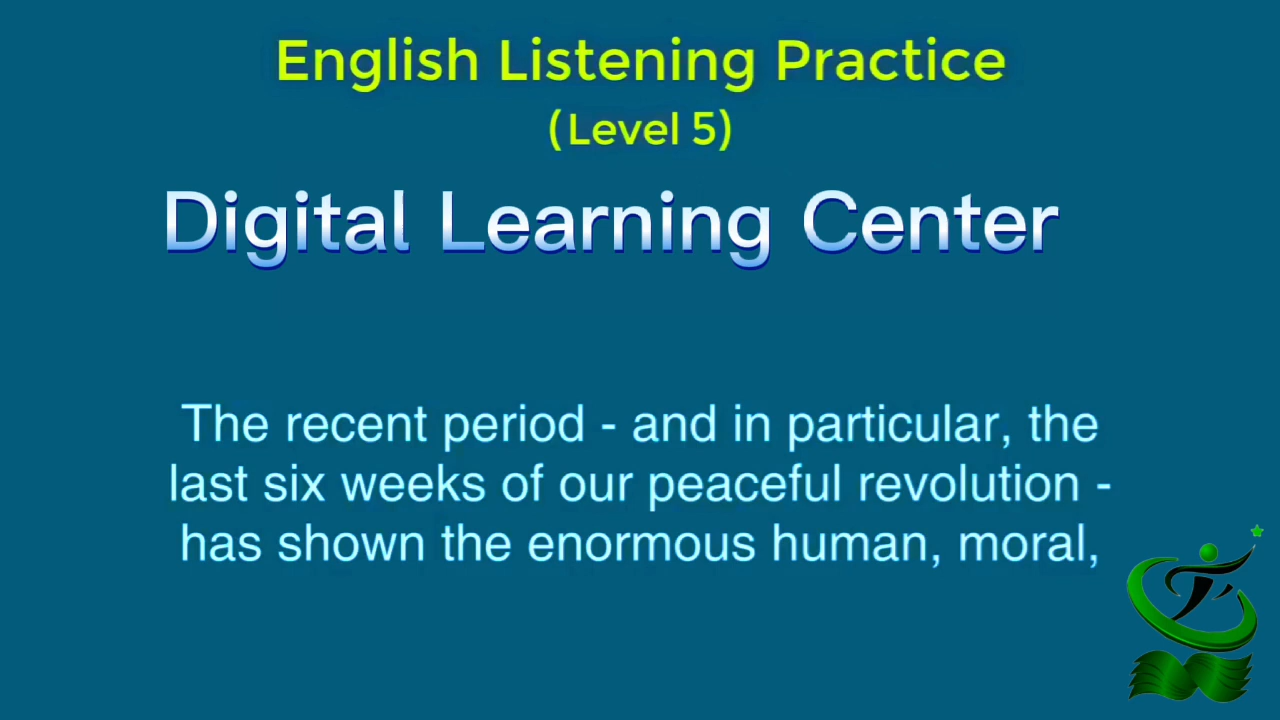 English Listening Practice
(Level 5)
Digital Learning Center
The recent period - and in particular, the
last six weeks of our peaceful revolution -
has shown the enormous human, moral,